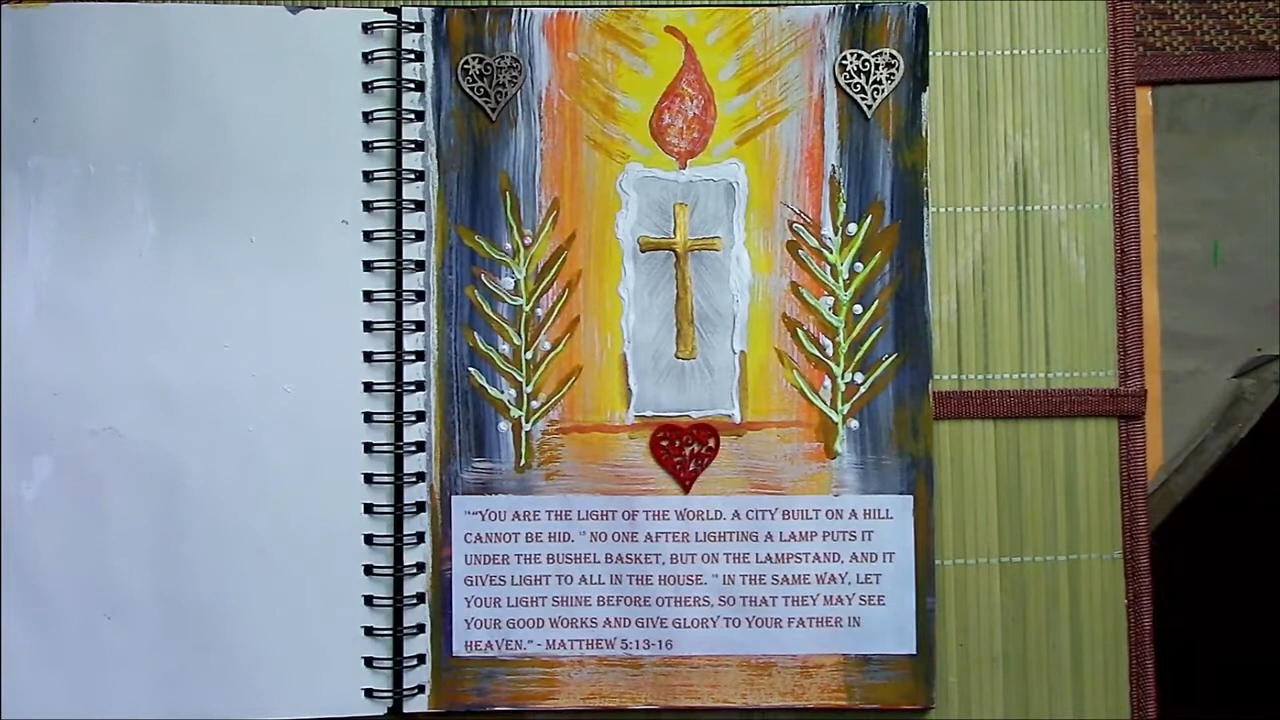 ¹⁴“YOU ARE THE LIGHT OF THE WORLD. A CITY BUILT ON A HILL
CANNOT BE HID. ¹⁵ NO ONE AFTER LIGHTING A LAMP PUTS IT
UNDER THE BUSHEL BASKET, BUT ON THE LAMPSTAND, AND IT
GIVES LIGHT TO ALL IN THE HOUSE. ¹⁶ IN THE SAME WAY, LET
YOUR LIGHT SHINE BEFORE OTHERS, SO THAT THEY MAY SEE
YOUR GOOD WORKS AND GIVE GLORY TO YOUR FATHER IN
HEAVEN.” - MATTHEW 5:13-16